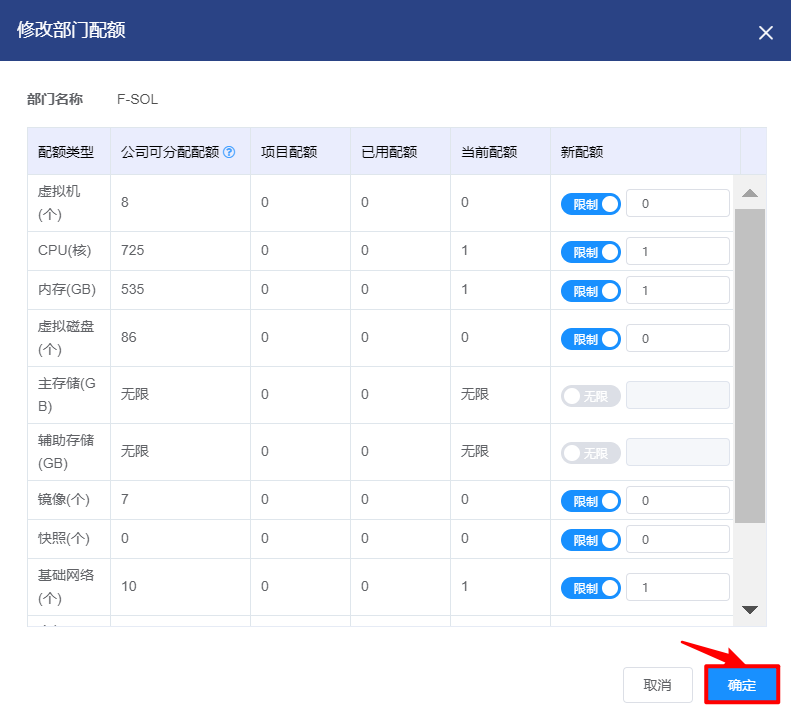 修改部门配额
部门名称 F-SOL
配额类型 公司可分配配额 ? 项目配额 已用配额 当前配额 新配额
虚拟机
(个) 8 0 0 0 限制 0
CPU(核) 725 0 0 1 限制 1
内存(GB) 535 0 0 1 限制 1
虚拟磁盘
(个) 86 0 0 0 限制 0
主存储(G
B) 无限 0 0 无限 无限
辅助存储
(GB) 无限 0 0 无限 无限
镜像(个) 7 0 0 0 限制 0
快照(个) 0 0 0 0 限制 0
基础网络
(个) 10 0 0 1 限制 1
取消 确定